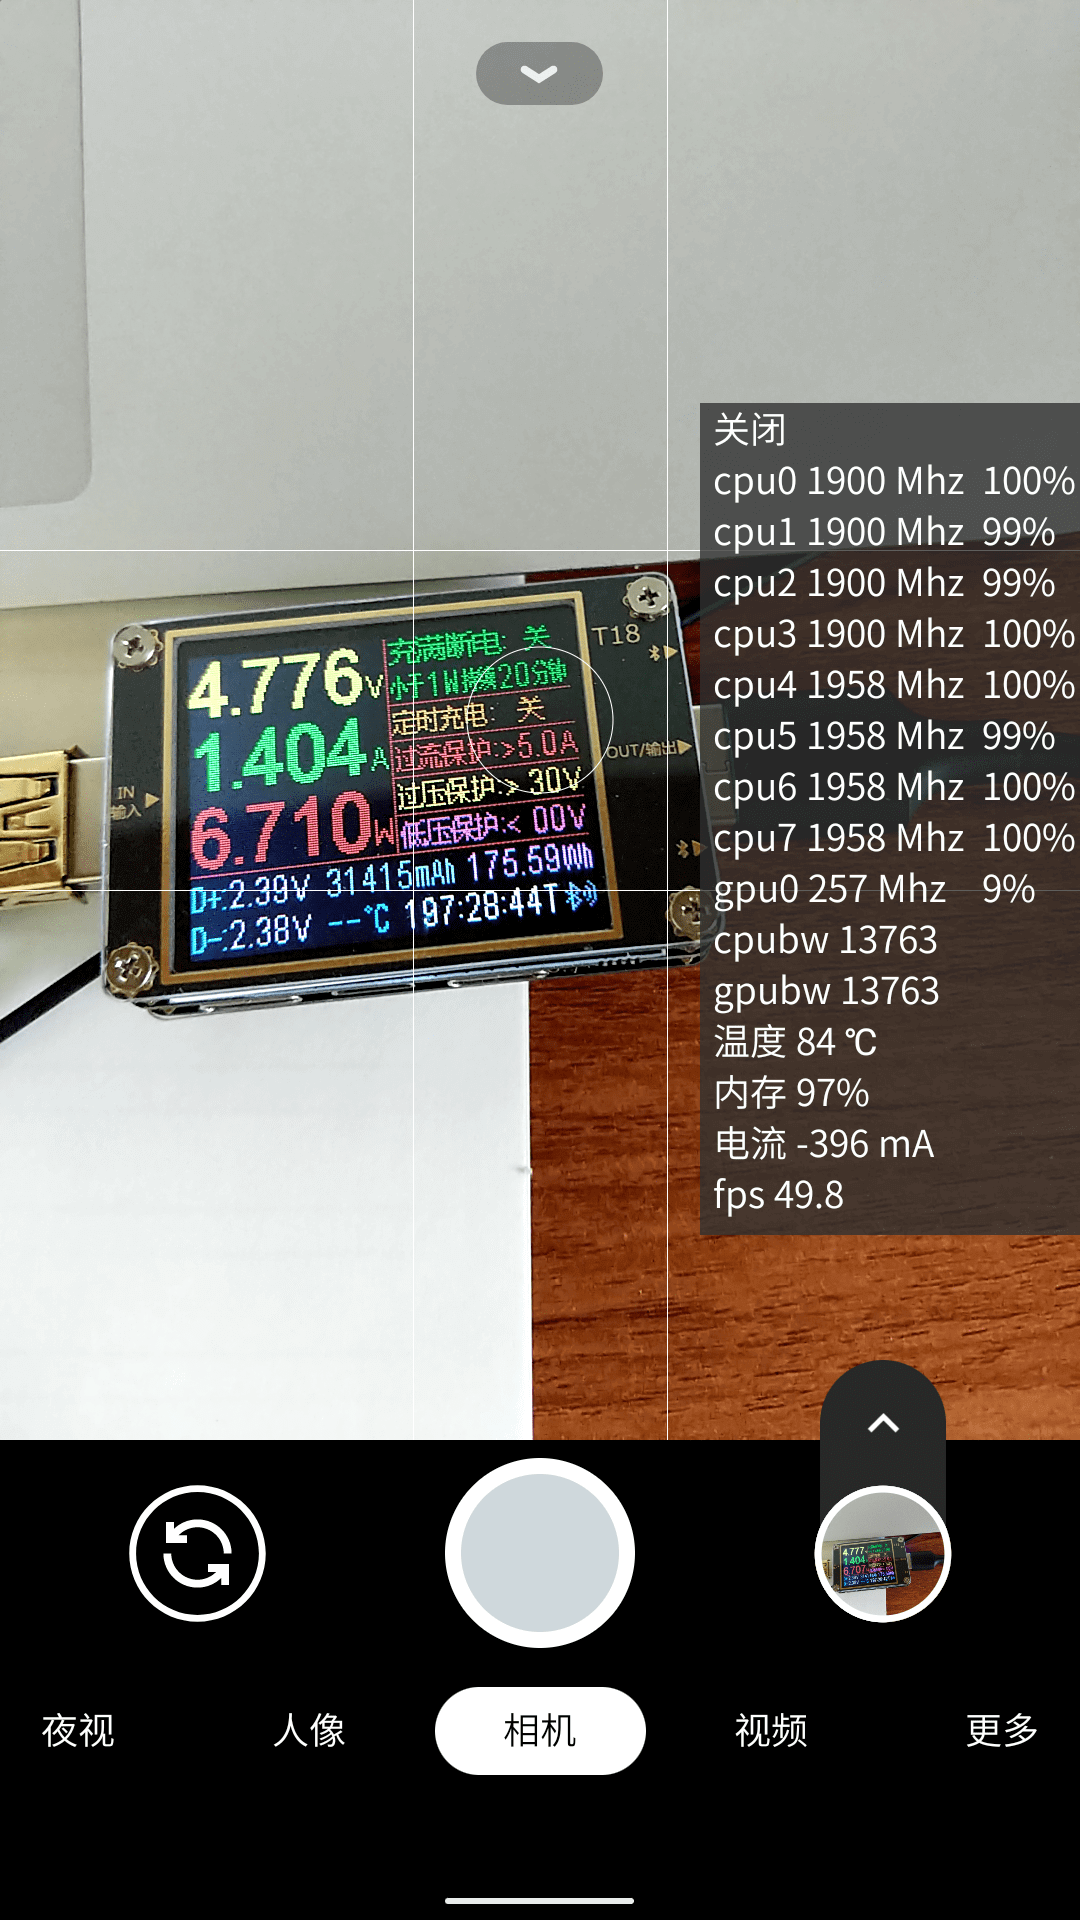 关闭
cpu0 1900 Mhz 100%
cpu1 1900 Mhz 99%
cpu2 1900 Mhz 99%
cpu3 1900 Mhz 100%
cpu4 1958 Mhz 100%
cpu5 1958 Mhz 99%
cpu6 1958 Mhz 100%
cpu7 1958 Mhz 100%
gpu0 257 Mhz 9%
cpubw 13763
gpubw 13763
温度 84 ℃
内存 97%
电流 -396 mA
fps 49.8
T18
4.776V
1.404A
6.710W
充满断电: 关
小于1W持续20分钟
定时充电: 关
过流保护:>5.0A
过压保护:> 30V
低压保护:< 00V
D+:2.39V 31415mAh 175.59Wh
D-:2.38V --℃ 197:28:44T
IN
输入
OUT/输出
4.777
1.404
6.707
夜视
人像
相机
视频
更多